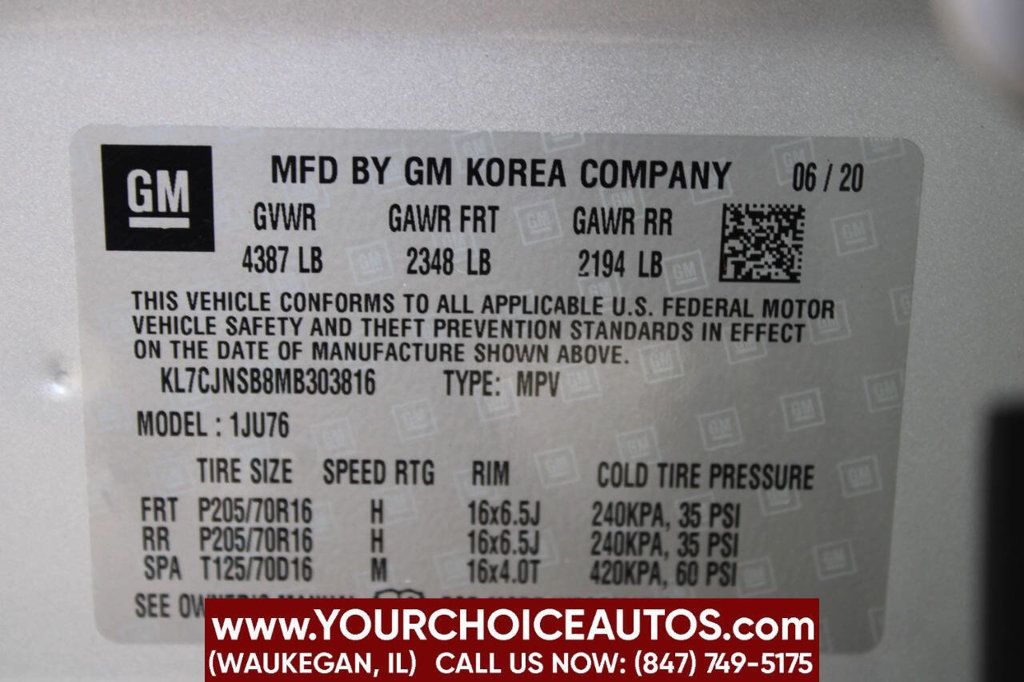 GM MFD BY GM KOREA COMPANY 06 / 20
GVWR GAWR FRT GAWR RR
4387 LB 2348 LB 2194 LB
THIS VEHICLE CONFORMS TO ALL APPLICABLE U.S. FEDERAL MOTOR
VEHICLE SAFETY AND THEFT PREVENTION STANDARDS IN EFFECT
ON THE DATE OF MANUFACTURE SHOWN ABOVE.
KL7CJNSB8MB303816 TYPE: MPV
MODEL : 1JU76
TIRE SIZE SPEED RTG RIM COLD TIRE PRESSURE
FRT P205/70R16 H 16x6.5J 240KPA, 35 PSI
RR P205/70R16 H 16x6.5J 240KPA, 35 PSI
SPA T125/70D16 M 16x4.0T 420KPA, 60 PSI
SEE
www.YOURCHOICEAUTOS.com
(WAUKEGAN, IL) CALL US NOW: (847) 749-5175